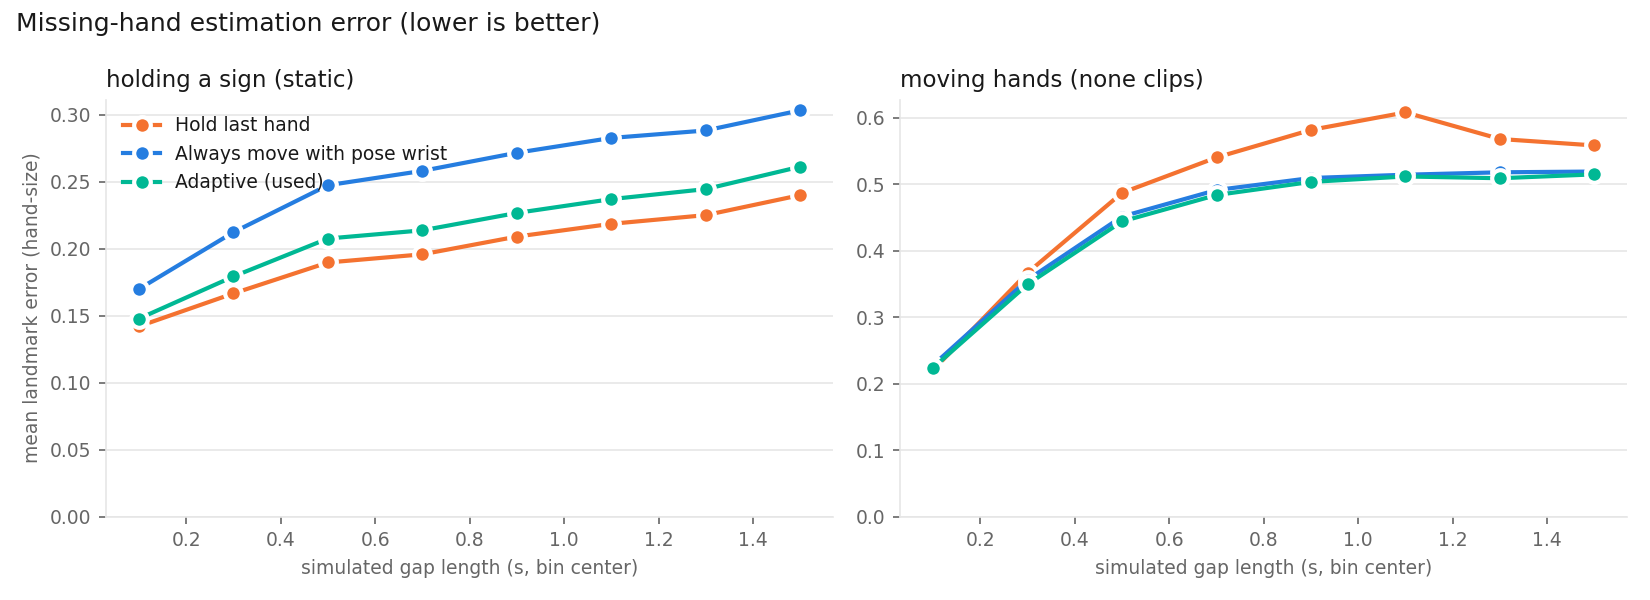 Missing-hand estimation error (lower is better)
holding a sign (static)
mean landmark error (hand-size)
0.30
0.25
0.20
0.15
0.10
0.05
0.00
Hold last hand
Always move with pose wrist
Adaptive (used)
0.2 0.4 0.6 0.8 1.0 1.2 1.4
simulated gap length (s, bin center)
moving hands (none clips)
0.6
0.5
0.4
0.3
0.2
0.1
0.0
0.2 0.4 0.6 0.8 1.0 1.2 1.4
simulated gap length (s, bin center)